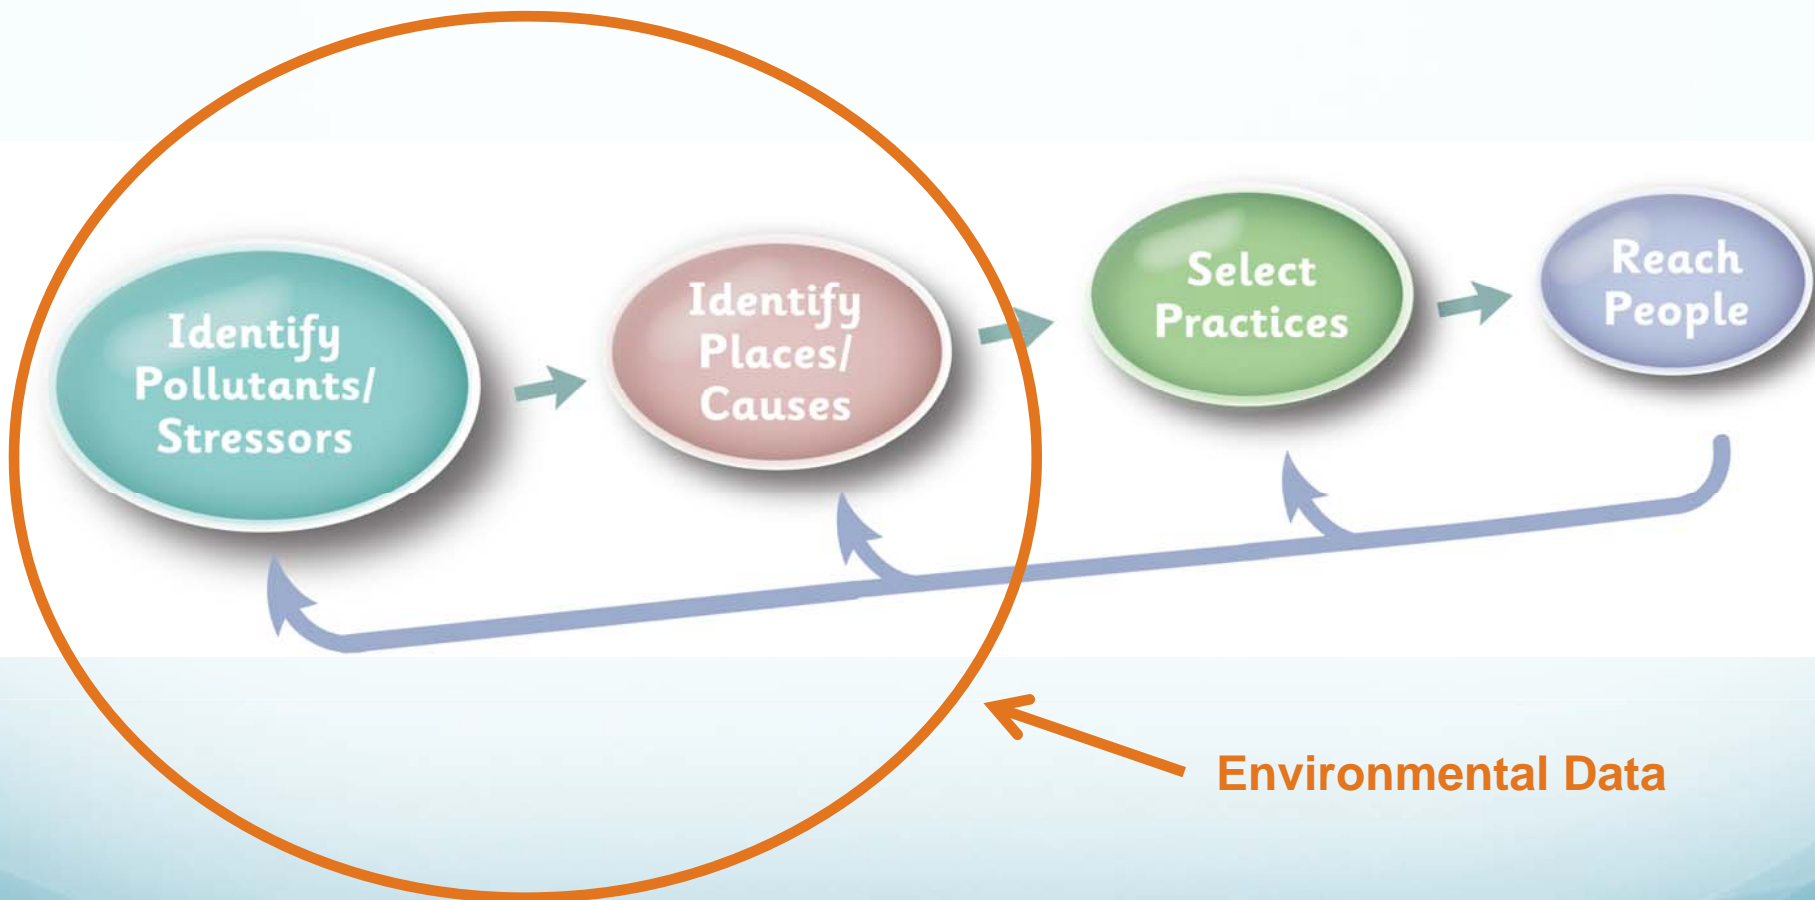 Identify
Pollutants/
Stressors
Identify
Places/
Causes
Select
Practices
Reach
People
Environmental Data